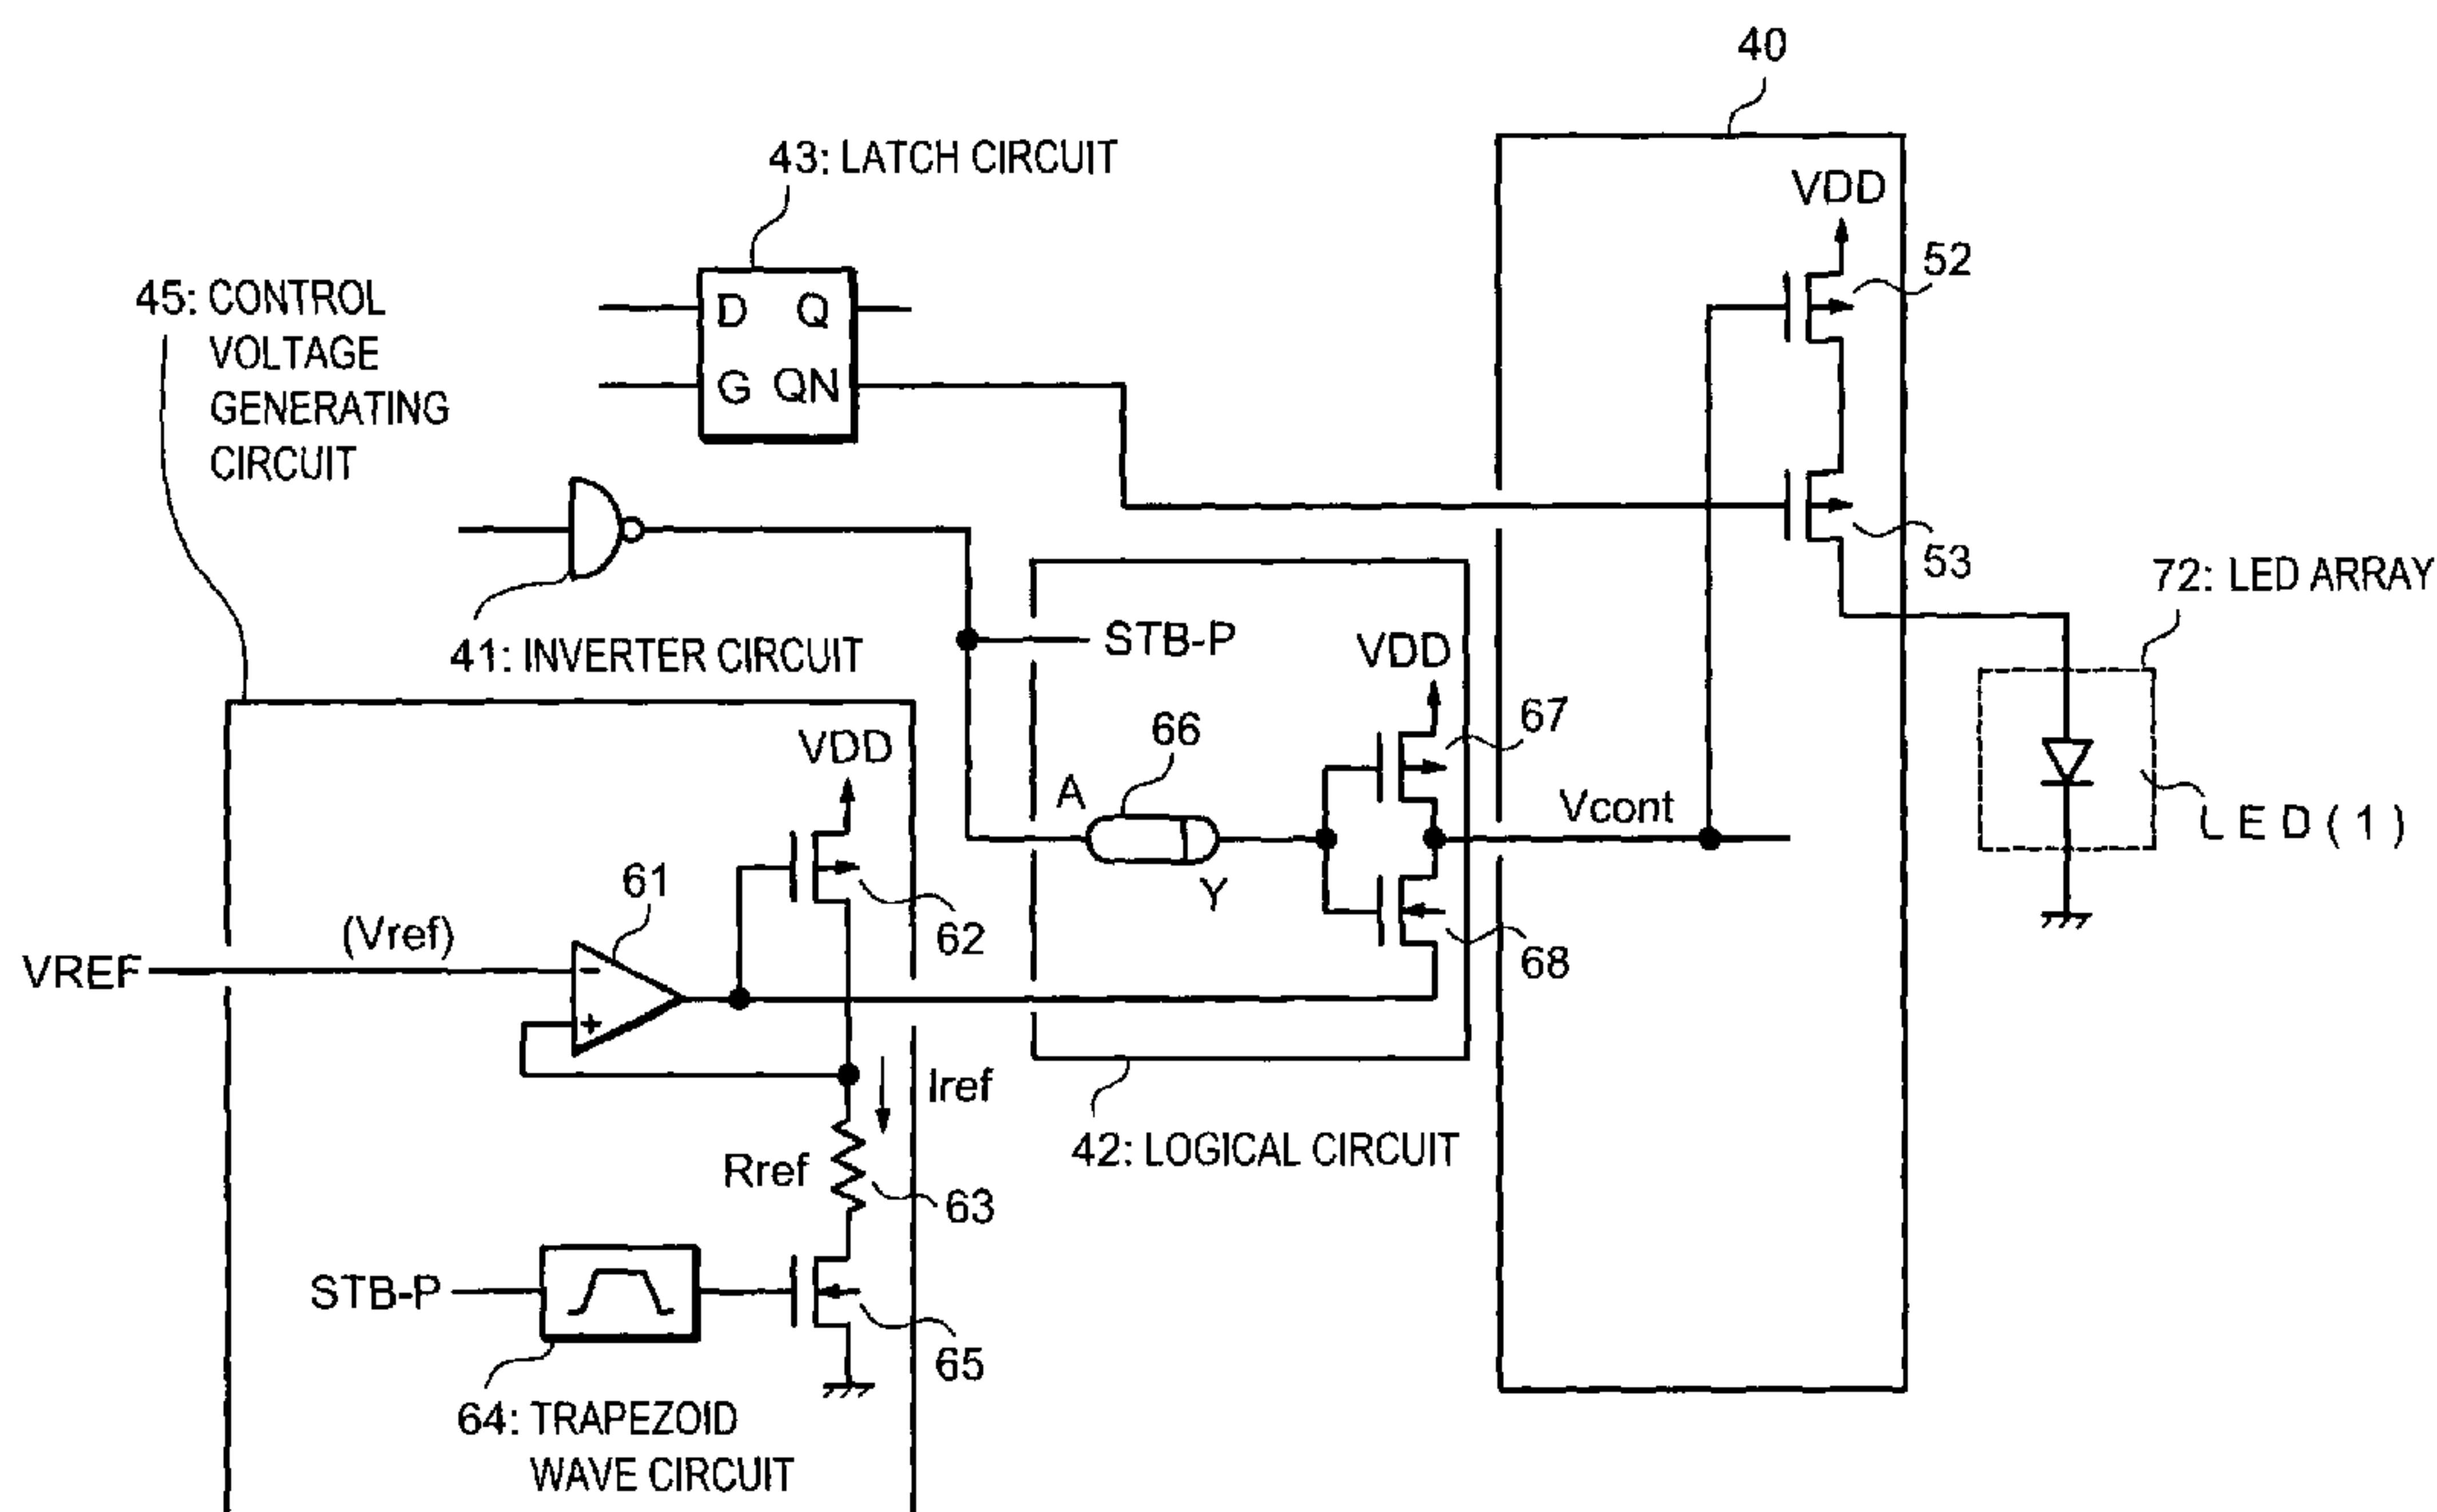 40
43: LATCH CIRCUIT
VDD
52
45: CONTROL
VOLTAGE
GENERATING
CIRCUIT
D Q
G QN
53
72: LED ARRAY
41: INVERTER CIRCUIT
STB-P
VDD
67
66
VDD
A
Vcont
LED(1)
61
Y
(Vref)
62
68
VREF
-
+
Iref
42: LOGICAL CIRCUIT
Rref
63
STB-P
65
64: TRAPEZOID
WAVE CIRCUIT